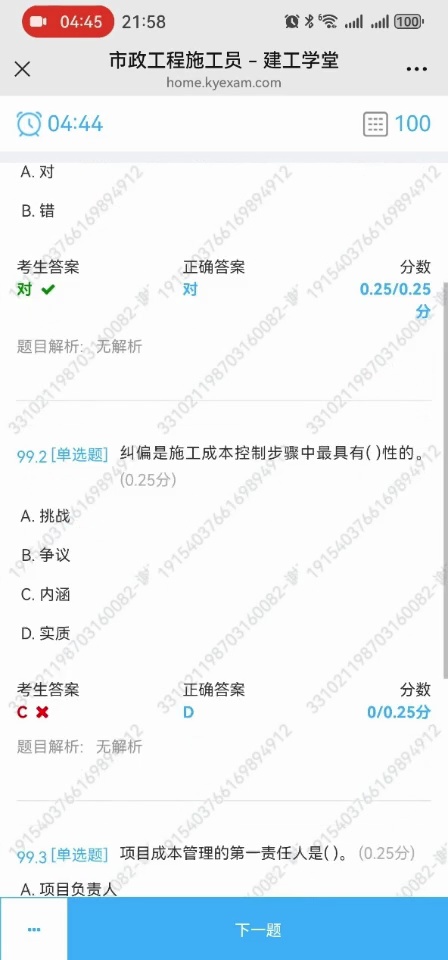 04:45 21:58 6 100
市政工程施工员 - 建工学堂
home.kyexam.com
04:44 100
A. 对
B. 错
考生答案 正确答案 分数
对 对 0.25/0.25
分
题目解析: 无解析
99.2 [单选题] 纠偏是施工成本控制步骤中最具有( )性的。
(0.25分)
A. 挑战
B. 争议
C. 内涵
D. 实质
考生答案 正确答案 分数
C D 0/0.25分
题目解析: 无解析
99.3 [单选题] 项目成本管理的第一责任人是( )。 (0.25分)
A. 项目负责人
下一题